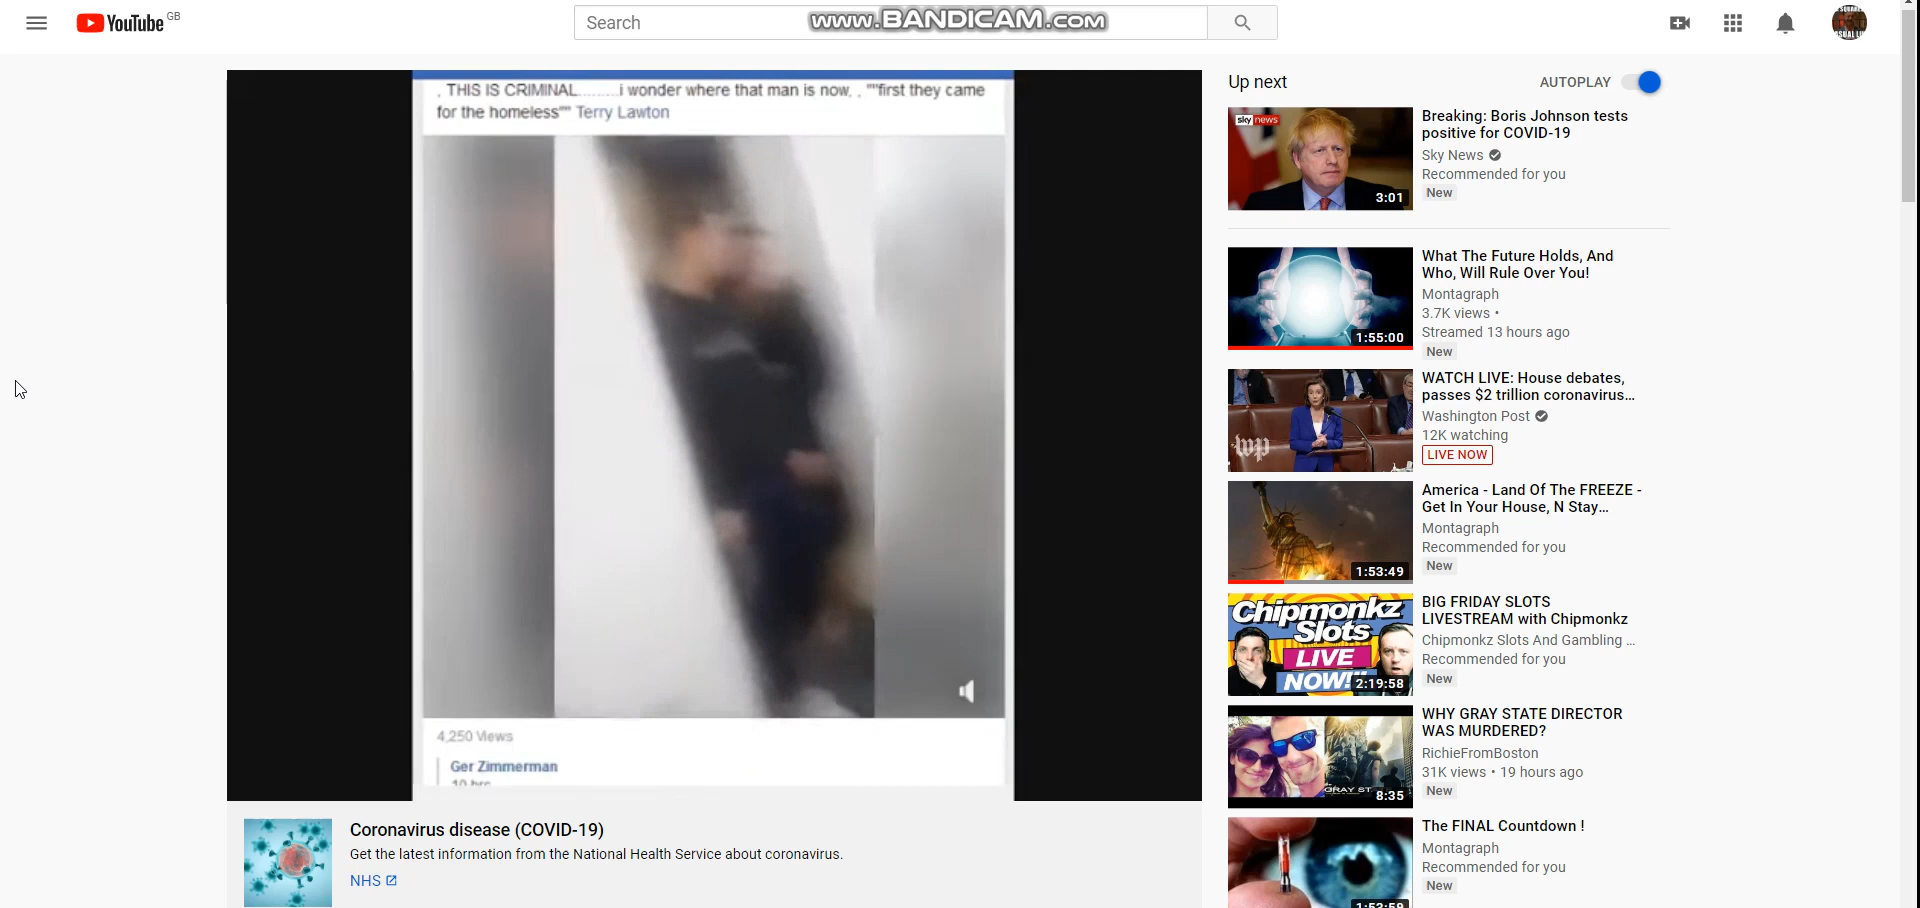 YouTube GB
Search
www.BANDICAM.com
, THIS IS CRIMINAL.........i wonder where that man is now, , ""first they came
for the homeless"" Terry Lawton
4,250 Views
Ger Zimmerman
10 hrs
Coronavirus disease (COVID-19)
Get the latest information from the National Health Service about coronavirus.
NHS
Up next
AUTOPLAY
sky news
3:01
Breaking: Boris Johnson tests
positive for COVID-19
Sky News
Recommended for you
New
1:55:00
What The Future Holds, And
Who, Will Rule Over You!
Montagraph
3.7K views •
Streamed 13 hours ago
New
wp
WATCH LIVE: House debates,
passes $2 trillion coronavirus...
Washington Post
12K watching
LIVE NOW
1:53:49
America - Land Of The FREEZE -
Get In Your House, N Stay...
Montagraph
Recommended for you
New
Chipmonkz
Slots
LIVE
NOW!
2:19:58
BIG FRIDAY SLOTS
LIVESTREAM with Chipmonkz
Chipmonkz Slots And Gambling ...
Recommended for you
New
GRAY ST
8:35
WHY GRAY STATE DIRECTOR
WAS MURDERED?
RichieFromBoston
31K views • 19 hours ago
New
1:53:59
The FINAL Countdown !
Montagraph
Recommended for you
New